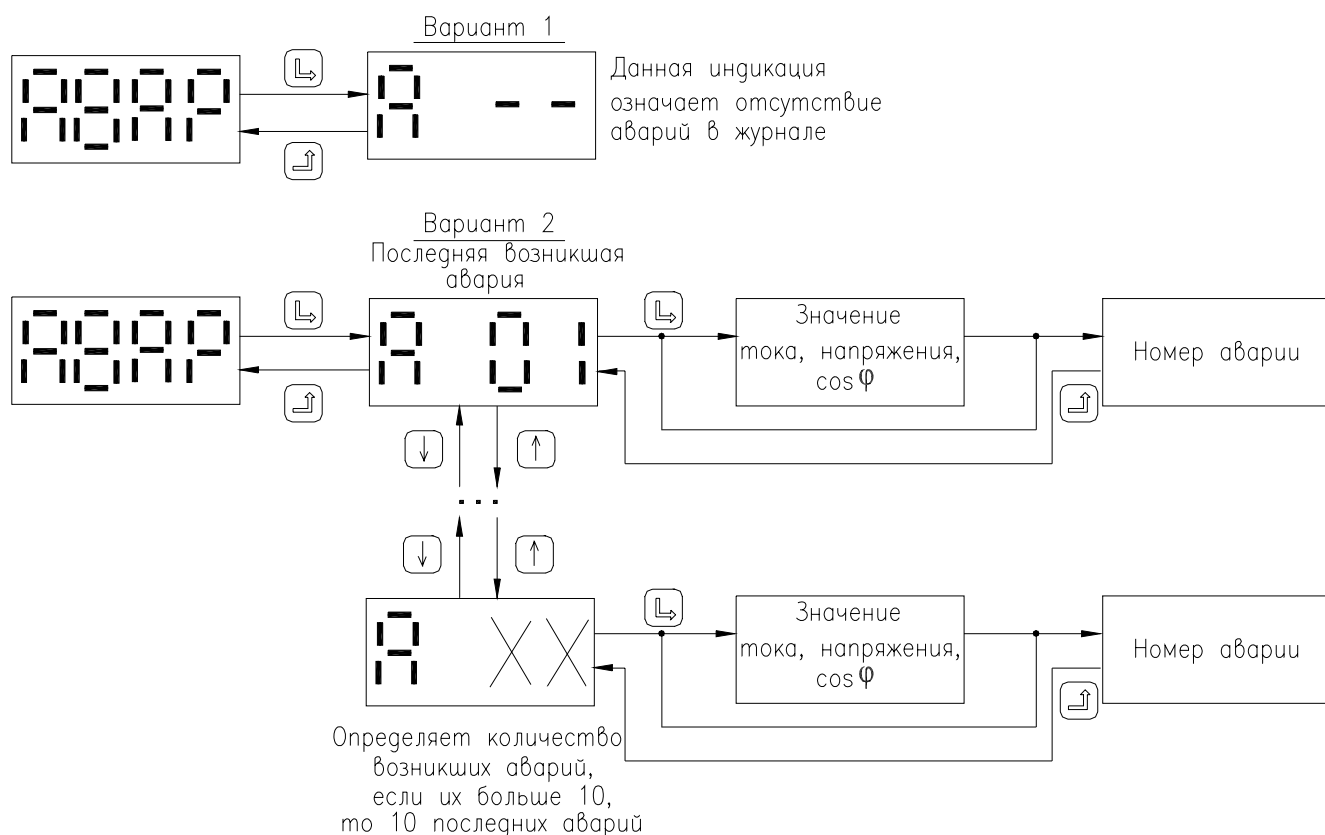 Вариант 1
АВАР
А --
Данная индикация
означает отсутствие
аварий в журнале
Вариант 2
Последняя возникшая
авария
АВАР
А 01
Значение
тока, напряжения,
cos φ
Номер аварии
...
А XX
Значение
тока, напряжения,
cos φ
Номер аварии
Определяет количество
возникших аварий,
если их больше 10,
то 10 последних аварий